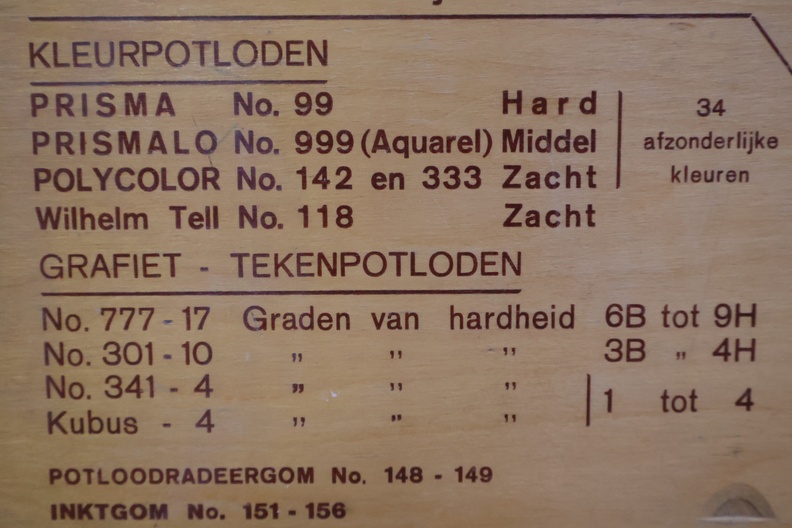 KLEURPOTLODEN
PRISMA No. 99 Hard 34
PRISMALO No. 999 (Aquarel) Middel afzonderlijke
POLYCOLOR No. 142 en 333 Zacht kleuren
Wilhelm Tell No. 118 Zacht
GRAFIET - TEKENPOTLODEN
No. 777 - 17 Graden van hardheid 6B tot 9H
No. 301 - 10 " " " 3B " 4H
No. 341 - 4 " " " 1 tot 4
Kubus - 4 " " "
POTLOODRADEERGOM No. 148 - 149
INKTGOM No. 151 - 156